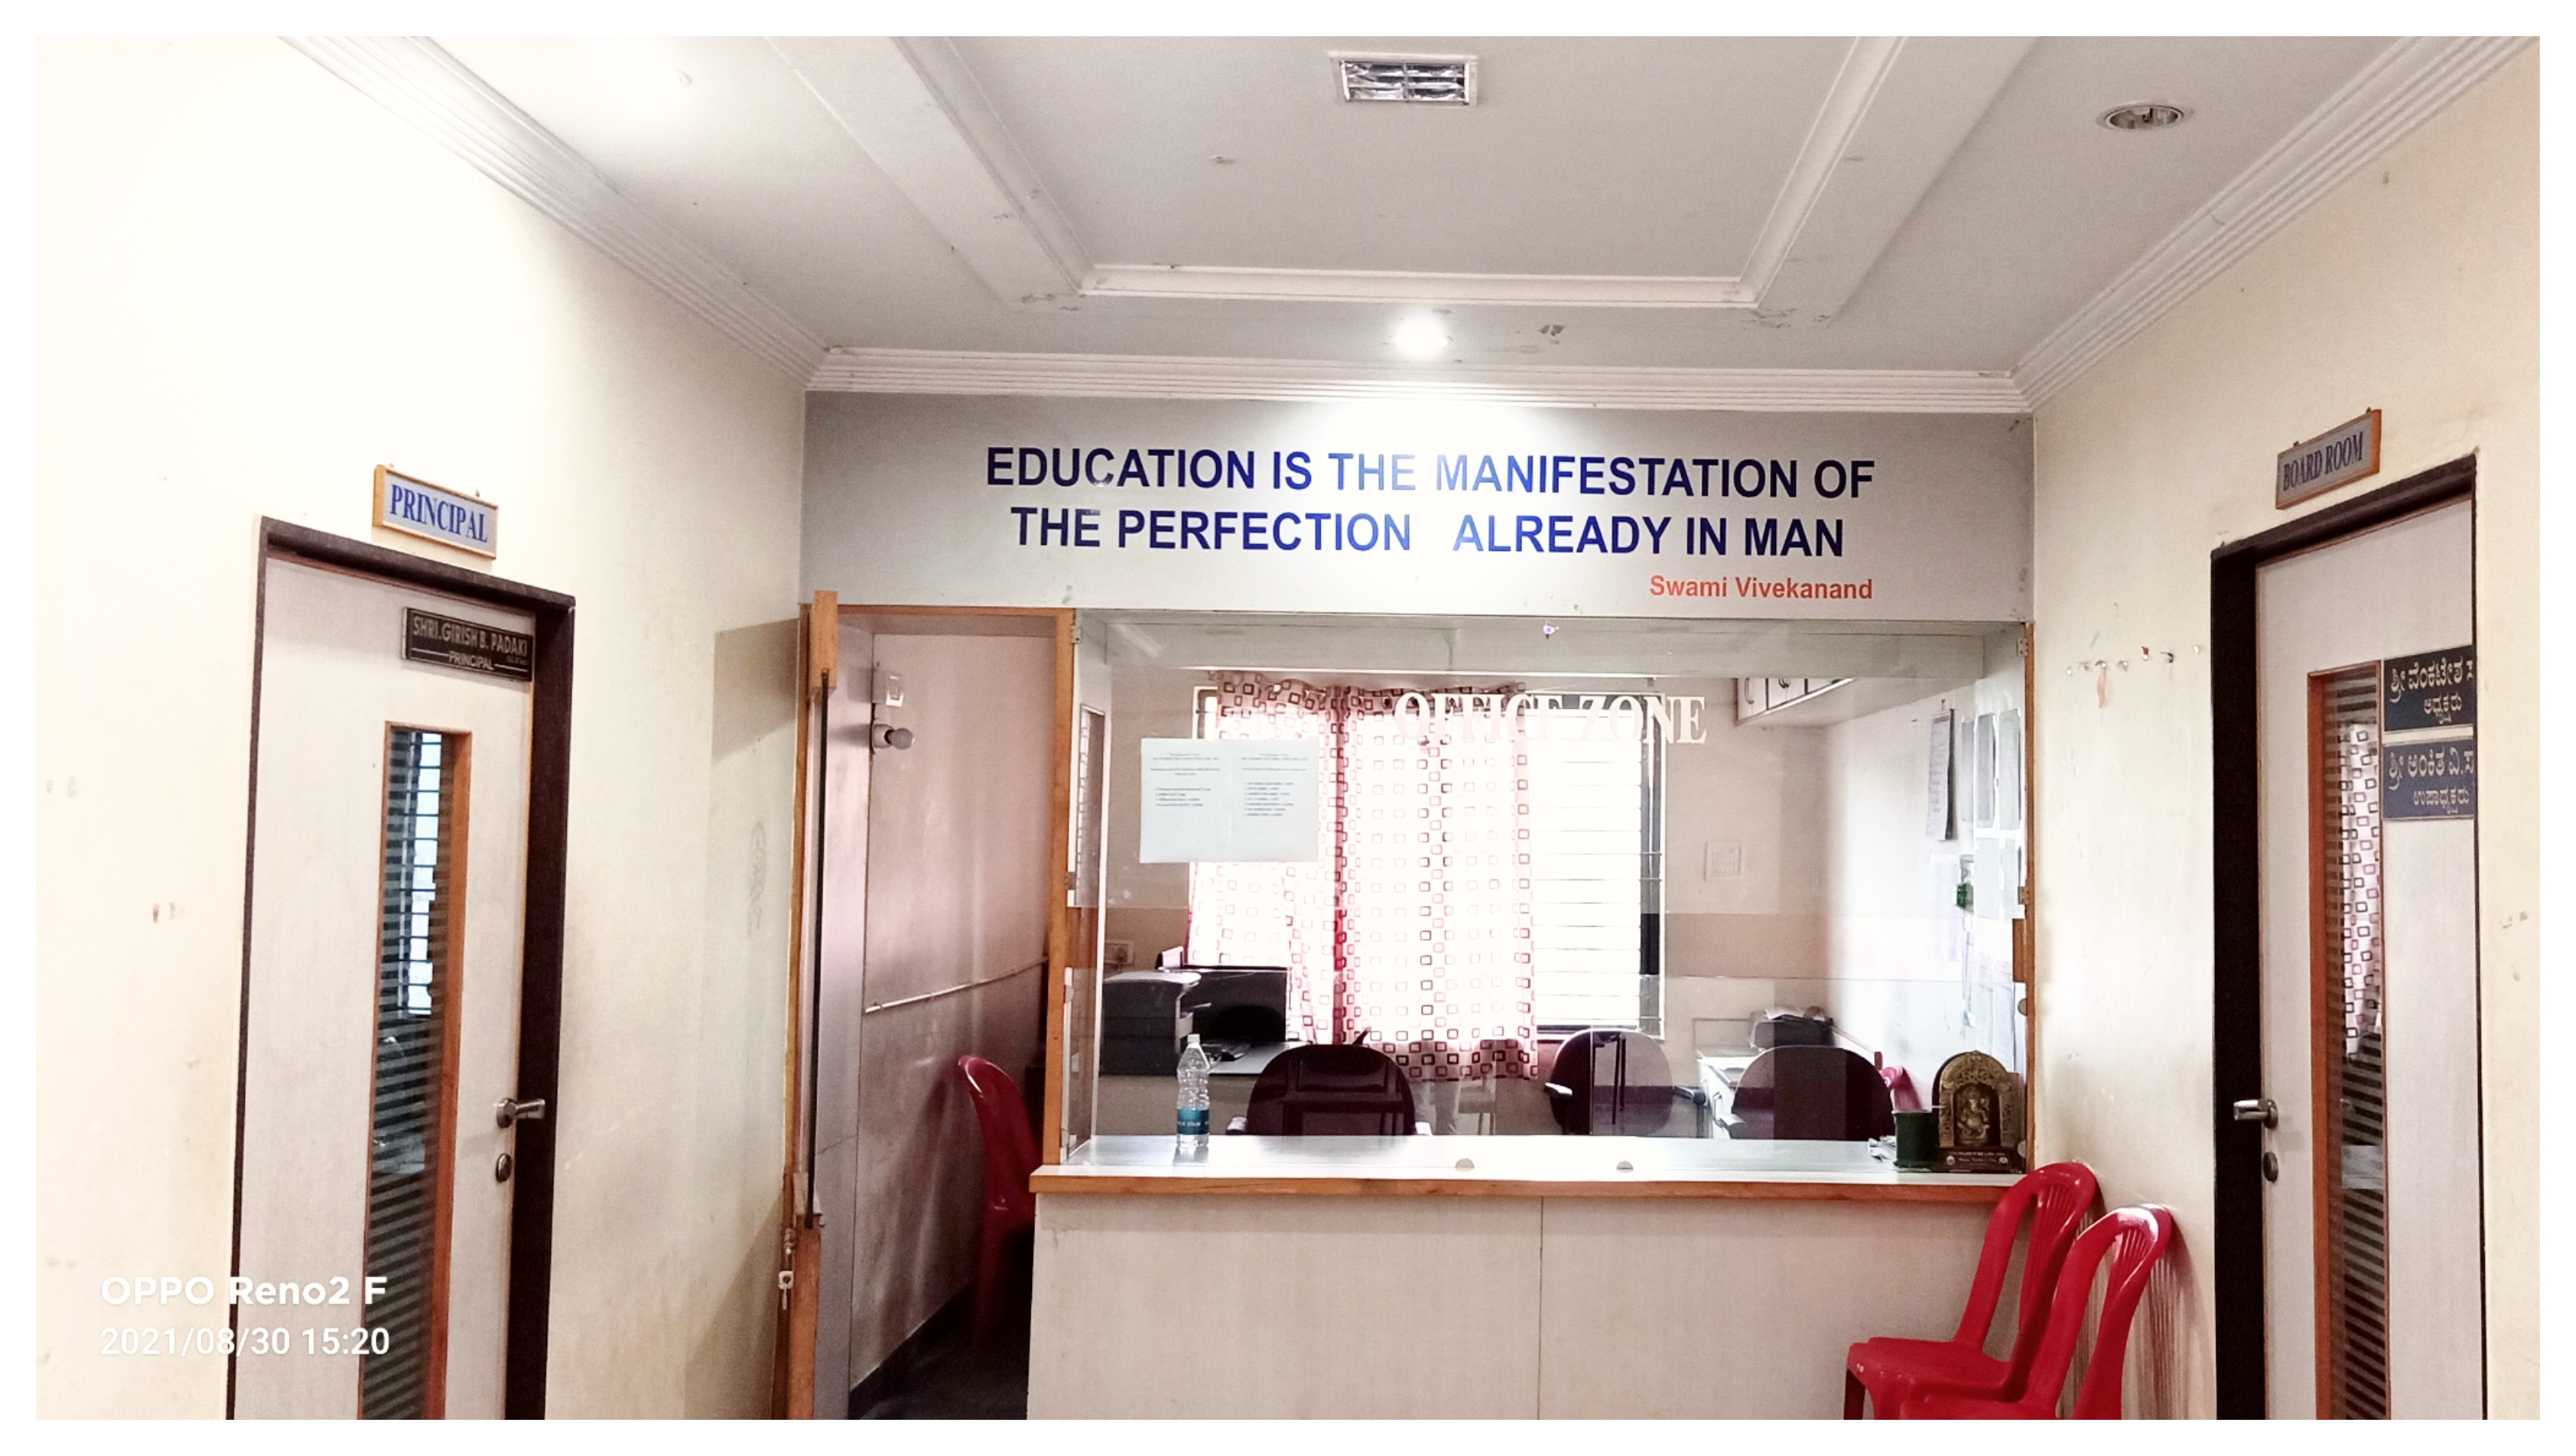 EDUCATION IS THE MANIFESTATION OF
THE PERFECTION ALREADY IN MAN
Swami Vivekanand
PRINCIPAL
SHRI.GIRISH B. PADAKI
PRINCIPAL
OFFICE ZONE
BOARD ROOM
ಶ್ರೀ ವೆಂಕಟೇಶ
ಅಧ್ಯಕ್ಷರು
ಶ್ರೀ ಅಂಕಿತ ವಿ.
ಉಪಾಧ್ಯಕ್ಷರು
OPPO Reno2 F
2021/08/30 15:20